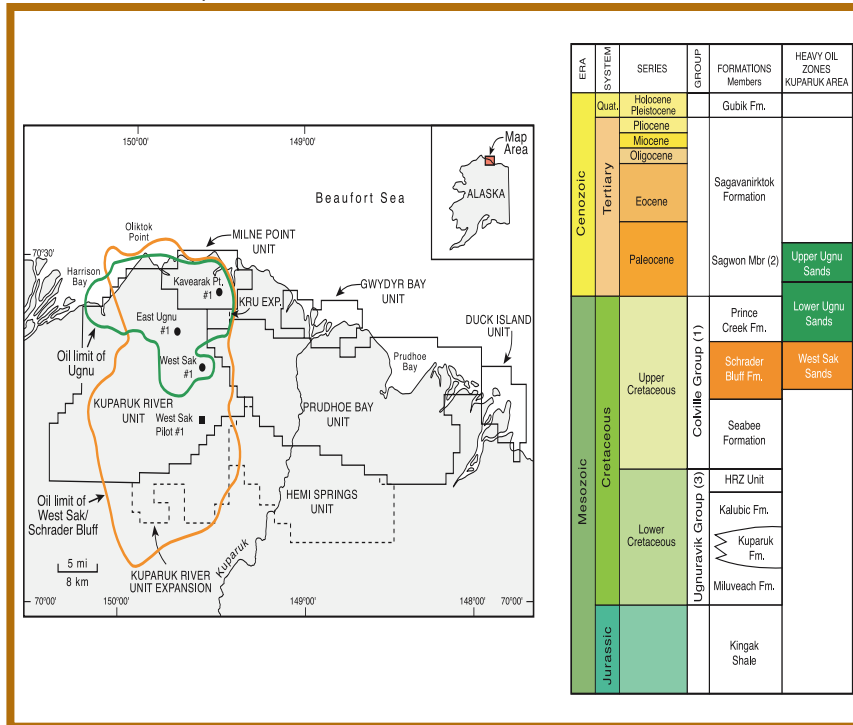 150°00'
149°00'
Map
Area
ALASKA
Beaufort Sea
Oliktok
Point
MILNE POINT
UNIT
70°30'
Harrison
Bay
Kavearak Pt.
#1
KRU EXP.
GWYDYR BAY
UNIT
East Ugnu
#1
DUCK ISLAND
UNIT
Oil limit of
Ugnu
West Sak
#1
Prudhoe
Bay
KUPARUK RIVER
UNIT
PRUDHOE BAY
UNIT
West Sak
Pilot #1
HEMI SPRINGS
UNIT
Oil limit of
West Sak/
Schrader Bluff
5 mi
8 km
KUPARUK RIVER
UNIT EXPANSION
Kuparuk
70°00'
150°00'
149°00'
148°00'
70°00'
ERA
SYSTEM
SERIES
GROUP
FORMATIONS
Members
HEAVY OIL
ZONES
KUPARUK AREA
Cenozoic
Quat.
Holocene
Pleistocene
Gubik Fm.
Tertiary
Pliocene
Miocene
Oligocene
Eocene
Paleocene
Sagavanirktok
Formation
Sagwon Mbr (2)
Upper Ugnu
Sands
Mesozoic
Cretaceous
Upper
Cretaceous
Colville Group (1)
Prince
Creek Fm.
Lower Ugnu
Sands
Schrader
Bluff Fm.
West Sak
Sands
Seabee
Formation
Lower
Cretaceous
Ugnuravik Group (3)
HRZ Unit
Kalubic Fm.
Kuparuk
Fm.
Miluveach Fm.
Jurassic
Kingak
Shale